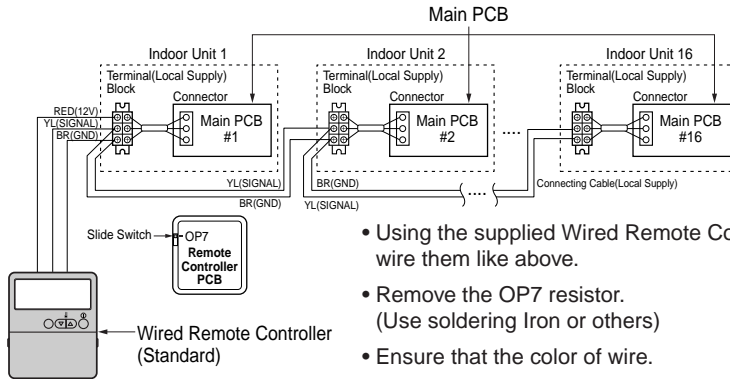 Main PCB
Indoor Unit 1
Indoor Unit 2
Indoor Unit 16
Terminal(Local Supply)
Block
Connector
Main PCB
#1
Terminal(Local Supply)
Block
Connector
Main PCB
#2
....
Terminal(Local Supply)
Block
Connector
Main PCB
#16
RED(12V)
YL(SIGNAL)
BR(GND)
YL(SIGNAL)
BR(GND)
BR(GND)
YL(SIGNAL)
....
Connecting Cable(Local Supply)
Slide Switch
OP7
Remote
Controller
PCB
Wired Remote Controller
(Standard)
• Using the supplied Wired Remote
wire them like above.
• Remove the OP7 resistor.
(Use soldering Iron or others)
• Ensure that the color of wire.